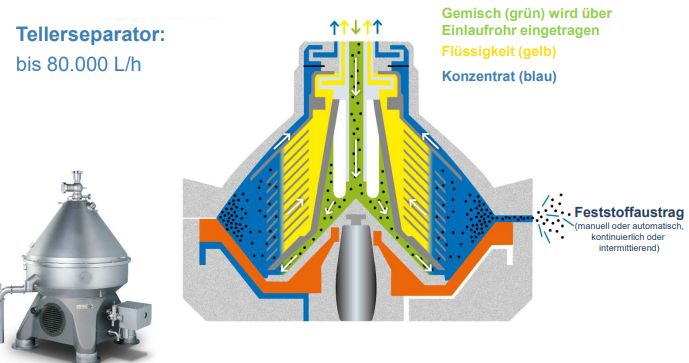 Tellerseparator:
bis 80.000 L/h
Gemisch (grün) wird über
Einlaufrohr eingetragen
Flüssigkeit (gelb)
Konzentrat (blau)
Feststoffaustrag
(manuell oder automatisch,
kontinuierlich oder
intermittierend)